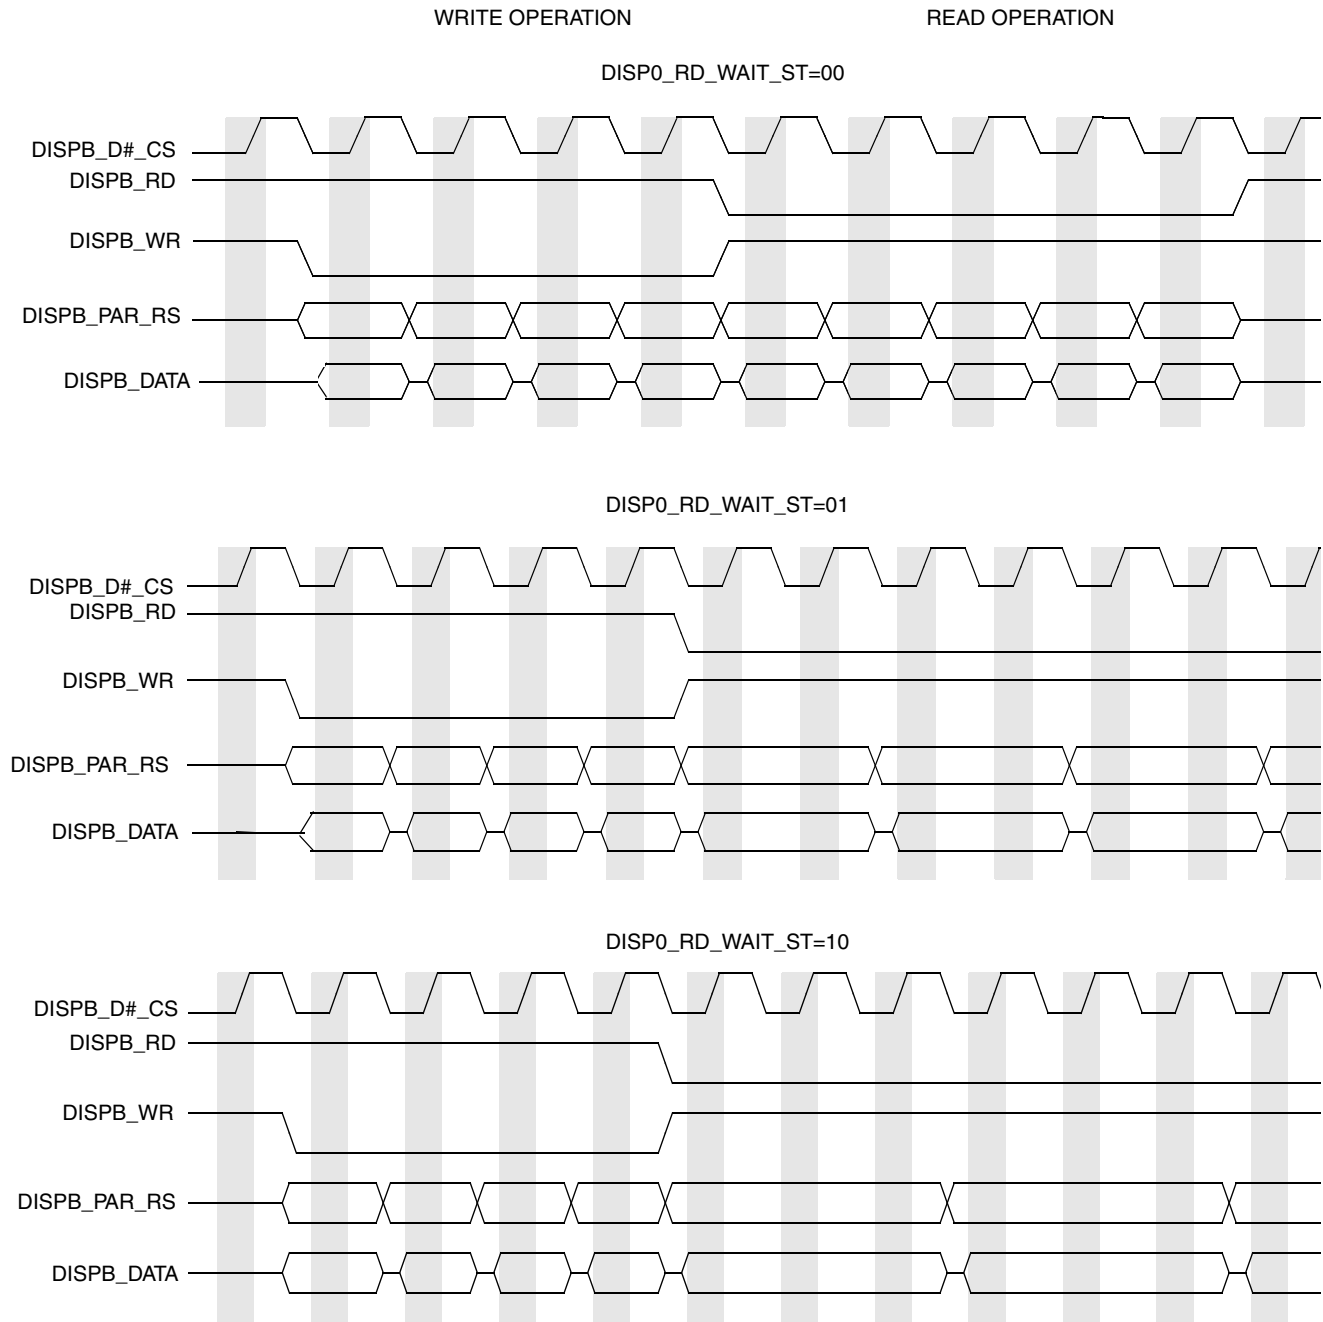 WRITE OPERATION
READ OPERATION
DISP0_RD_WAIT_ST=00
DISPB_D#_CS
DISPB_RD
DISPB_WR
DISPB_PAR_RS
DISPB_DATA
DISP0_RD_WAIT_ST=01
DISPB_D#_CS
DISPB_RD
DISPB_WR
DISPB_PAR_RS
DISPB_DATA
DISP0_RD_WAIT_ST=10
DISPB_D#_CS
DISPB_RD
DISPB_WR
DISPB_PAR_RS
DISPB_DATA